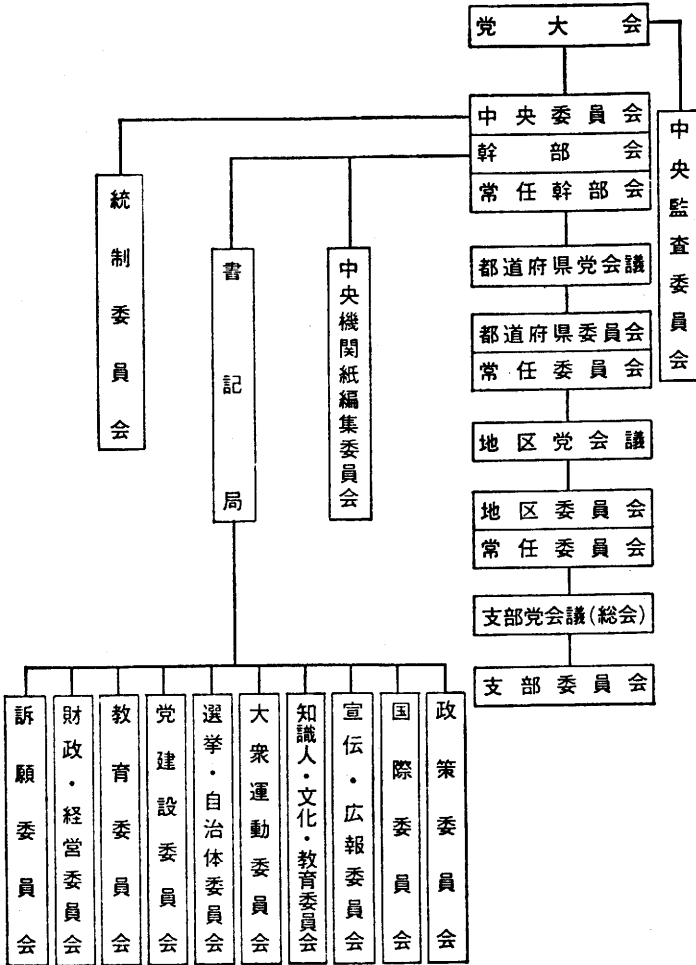 党大会
中央委員会
幹部会
常任幹部会
中央監査委員会
統制委員会
書記局
中央機関紙編集委員会
都道府県党会議
都道府県委員会
常任委員会
地区党会議
地区委員会
常任委員会
支部党会議(総会)
支部委員会
政策委員会
国際委員会
宣伝・広報委員会
知識人・文化・教育委員会
大衆運動委員会
選挙・自治体委員会
党建設委員会
教育委員会
財政・経営委員会
訴願委員会